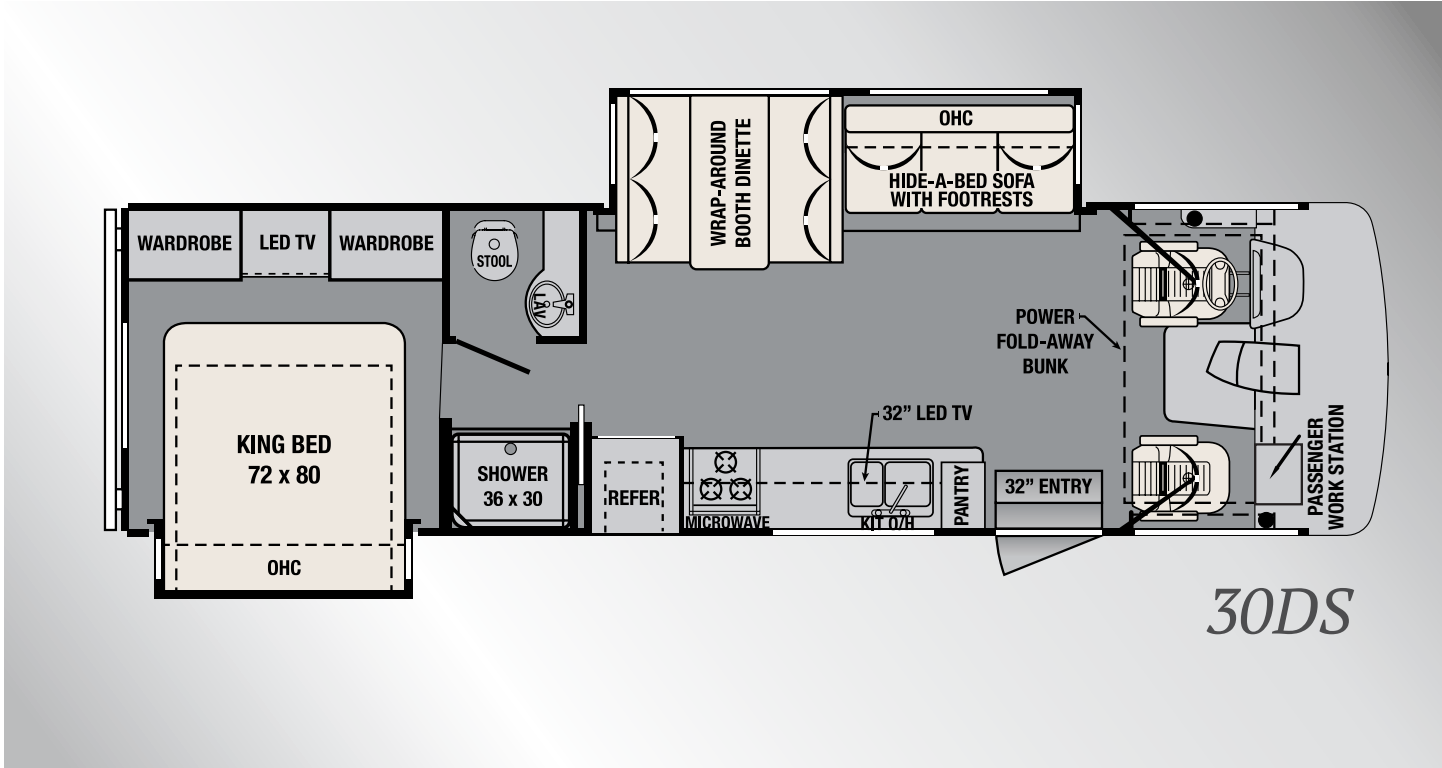 OHC
WRAP-AROUND
BOOTH DINETTE
HIDE-A-BED SOFA
WITH FOOTRESTS
WARDROBE
LED TV
WARDROBE
STOOL
LAV
POWER
FOLD-AWAY
BUNK
KING BED
72 x 80
32” LED TV
SHOWER
36 x 30
REFER
MICROWAVE
KIT O/H
PANTRY
32” ENTRY
PASSENGER
WORK STATION
OHC
30DS